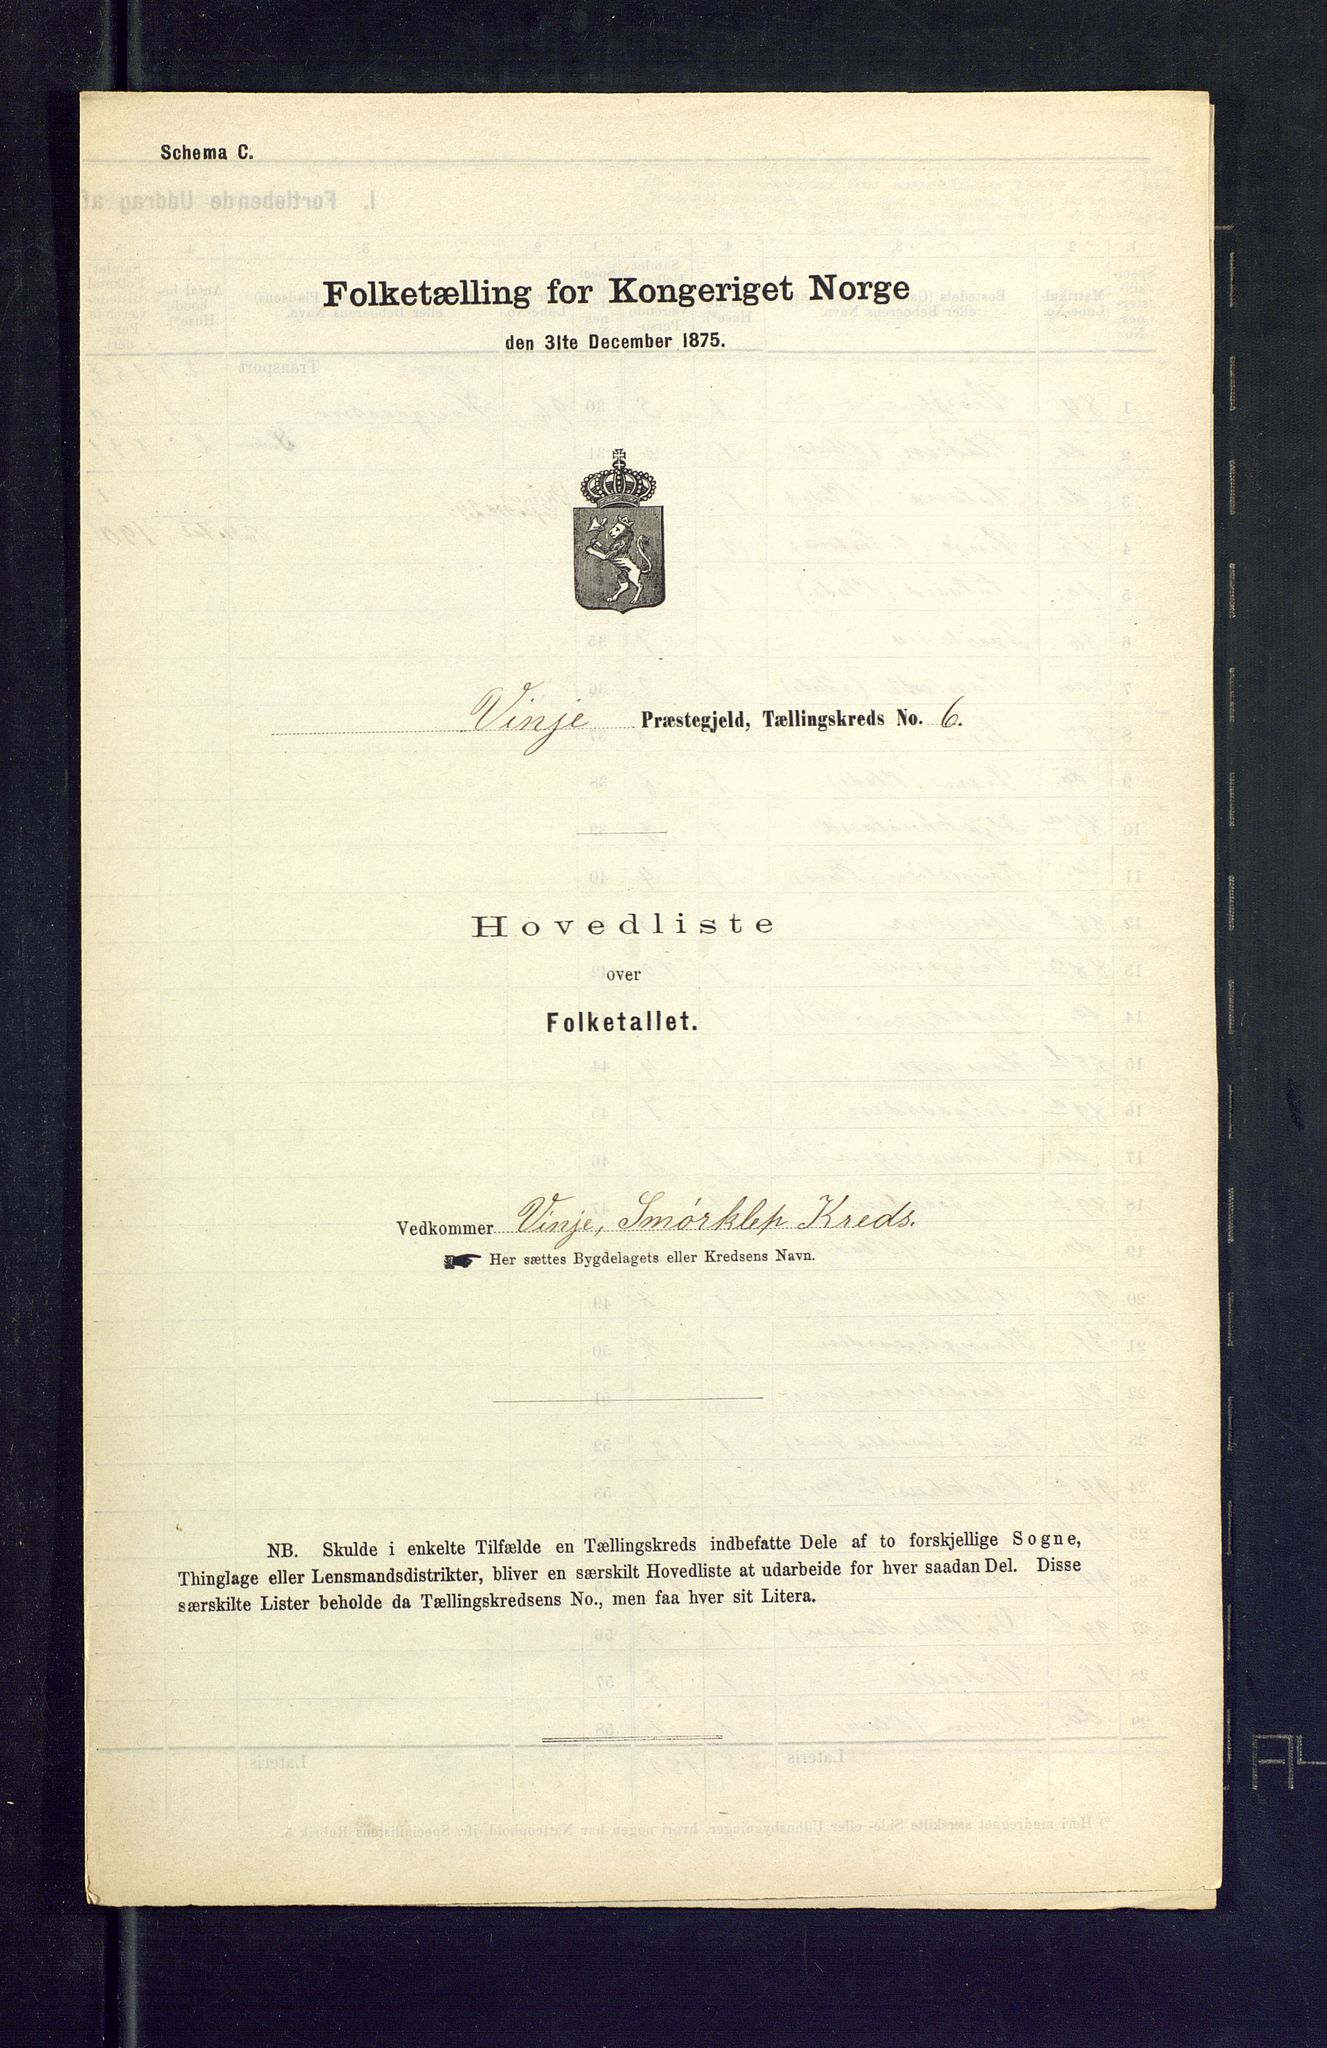 Schema C.
Folketælling for Kongeriget Norge
den 31te December 1875.
Vinje Præstegjeld, Tællingskreds No. 6.
Hovedliste
over
Folketallet.
Vedkommer Vinje, Smørklep Kreds.
Her sættes Bygdelagets eller Kredsens Navn.
NB. Skulde i enkelte Tilfælde en Tællingskreds indbefatte Dele af to forskjellige Sogne,
Thinglage eller Lensmandsdistrikter, bliver en særskilt Hovedliste at udarbeide for hver saadan Del. Disse
særskilte Lister beholde da Tællingskredsens No., men faa hver sit Litera.